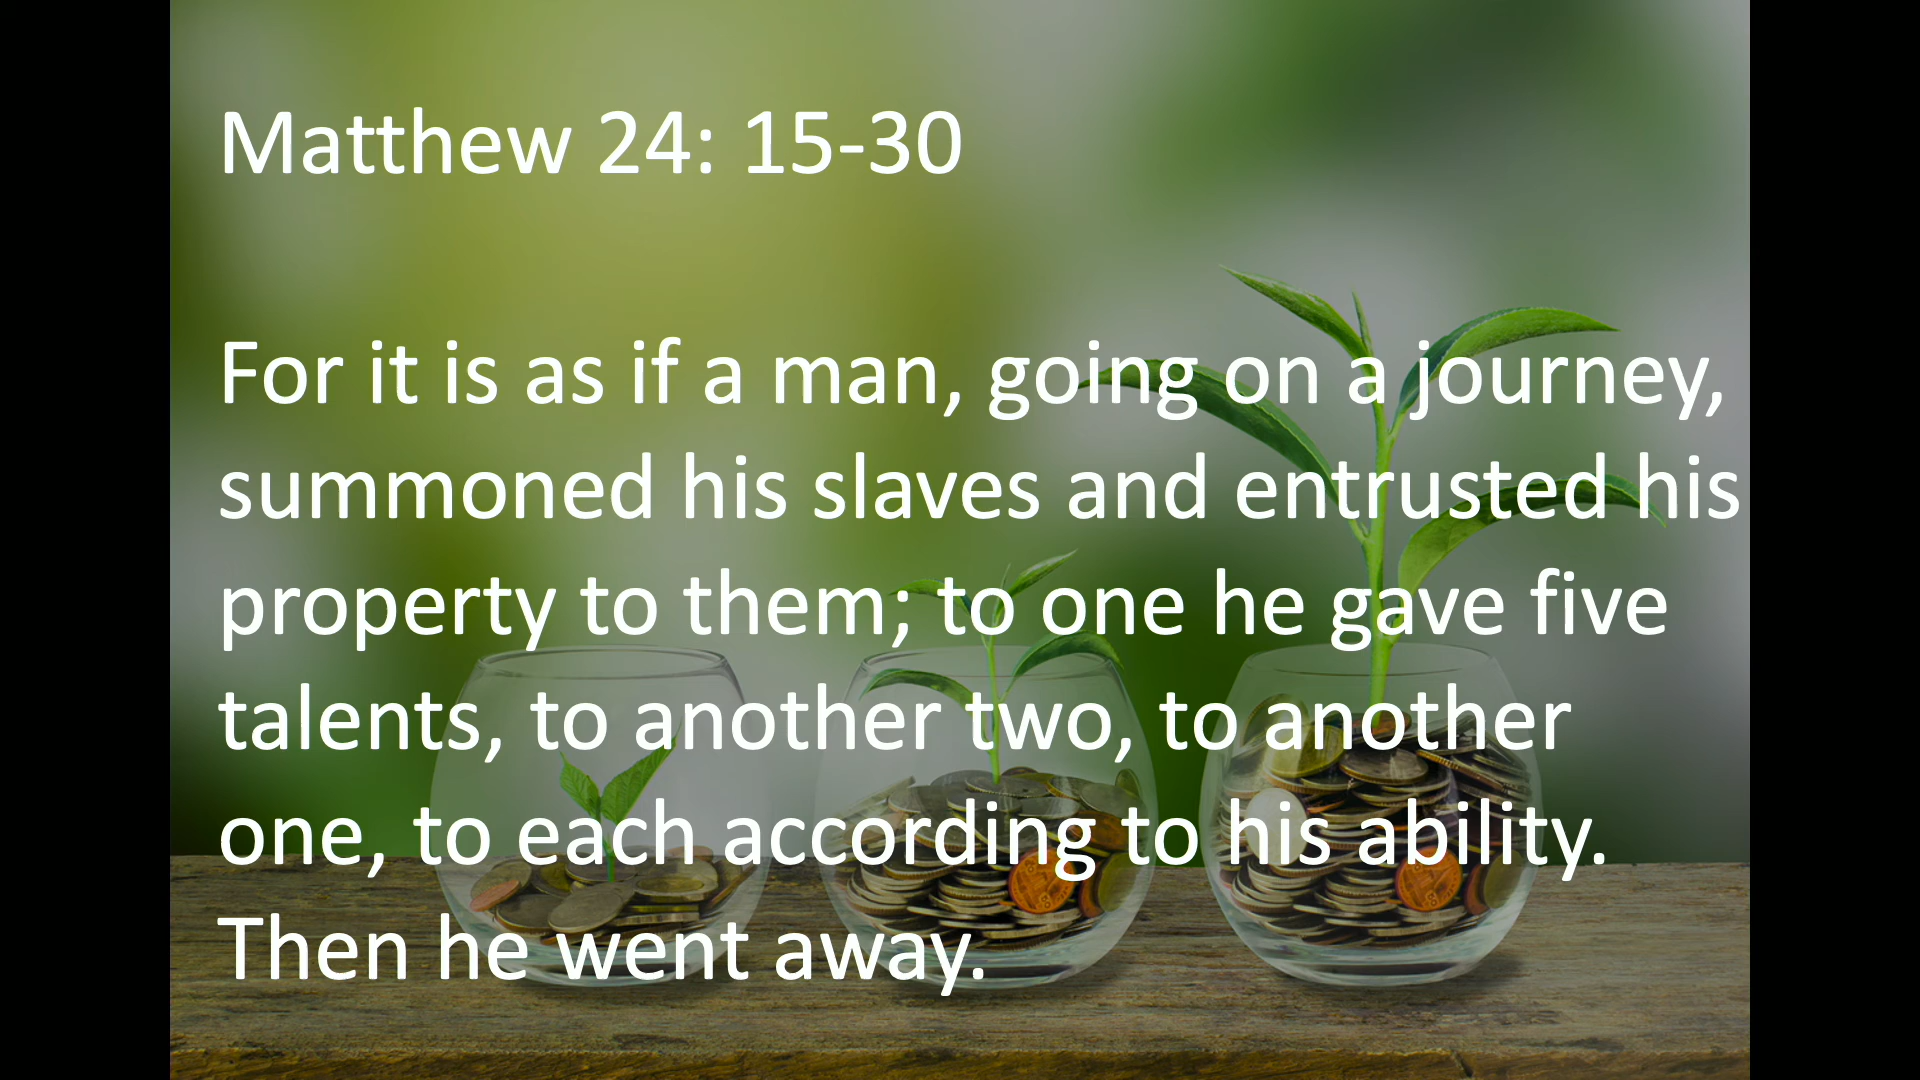 Matthew 24: 15-30
For it is as if a man, going on a journey,
summoned his slaves and entrusted his
property to them; to one he gave five
talents, to another two, to another
one, to each according to his ability.
Then he went away.